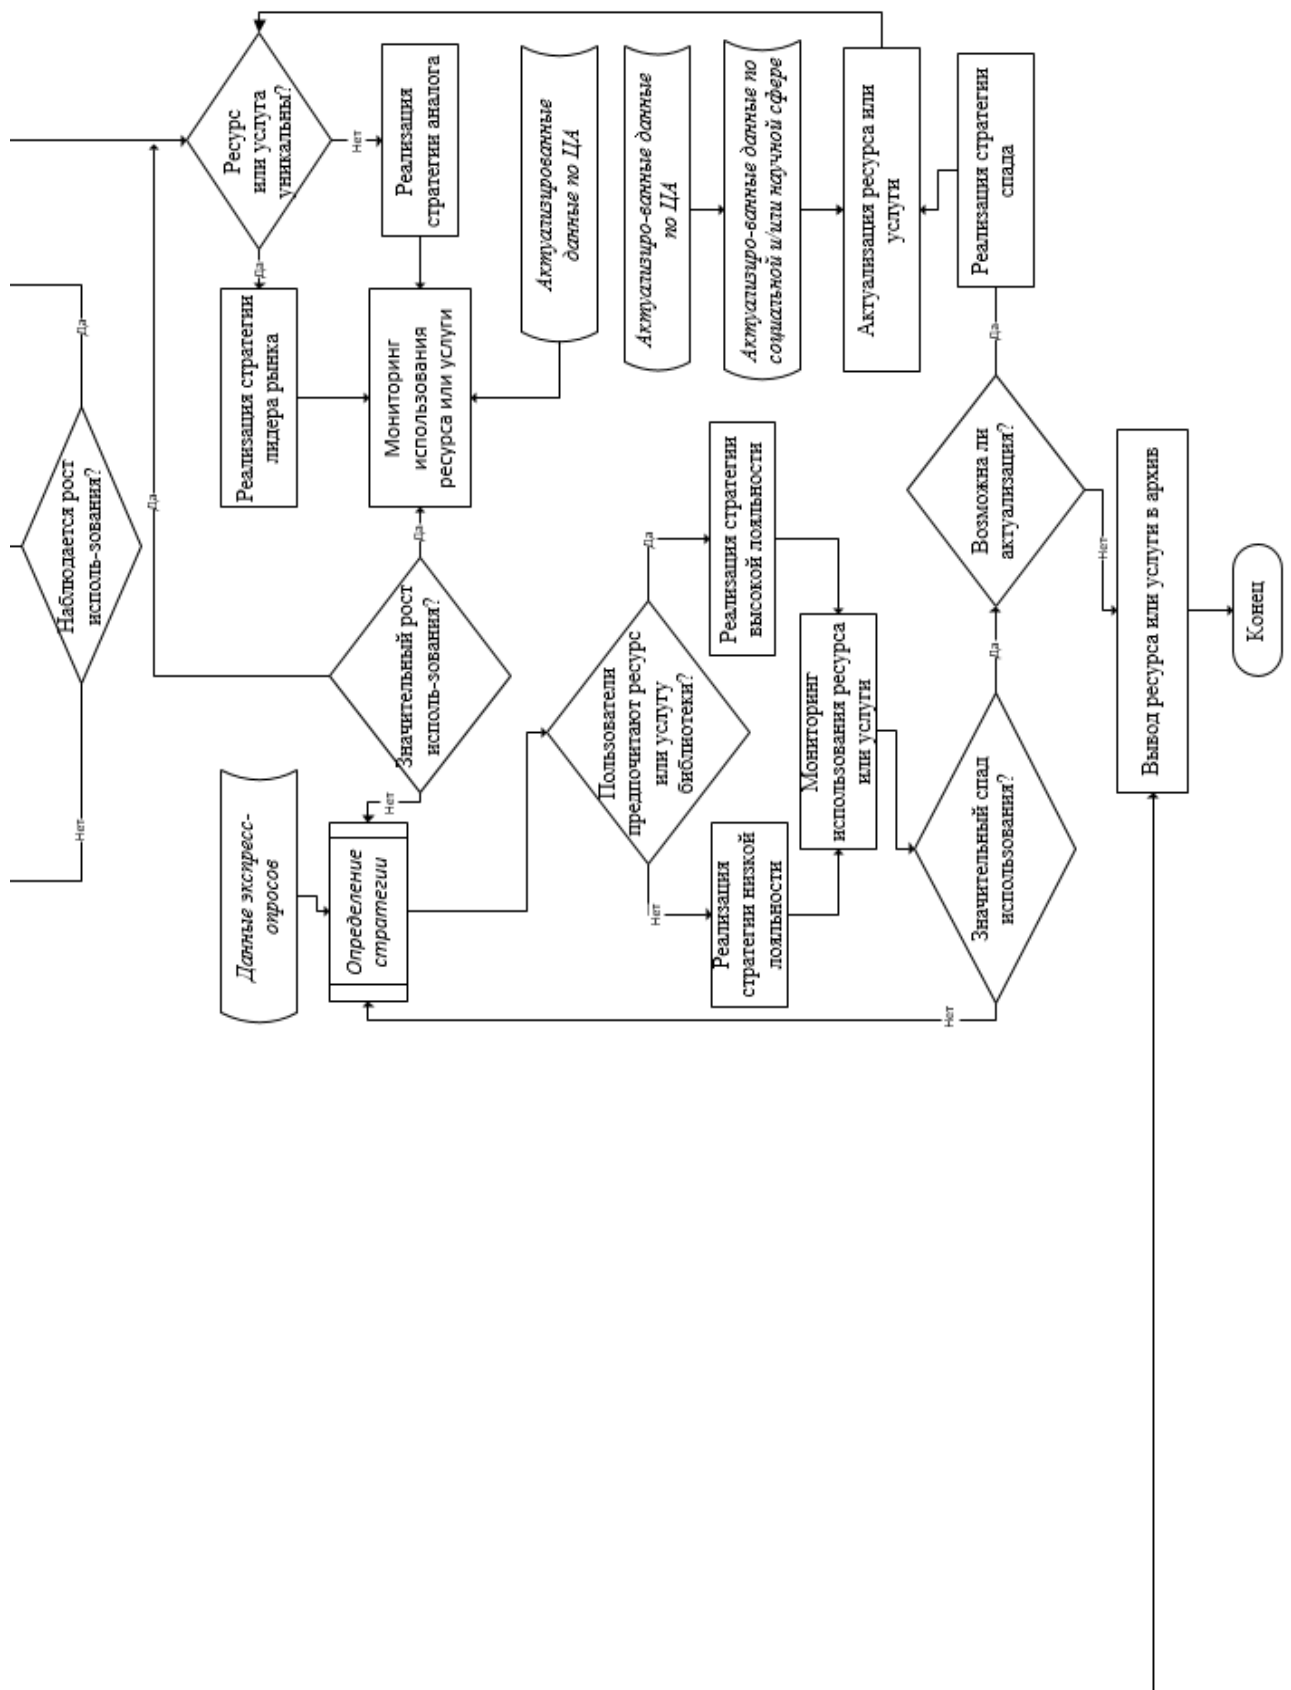 Наблюдается рост
исполь-зования?
Да
Нет
Ресурс
или услуга
уникальны?
Да
Нет
Реализация
стратегии аналога
Реализация стратегии
лидера рынка
Мониторинг
использования
ресурса или услуги
Актуализированные
данные по ЦА
Значительный рост
исполь-зования?
Да
Да
Нет
Данные экспресс-
опросов
Определение
стратегии
Пользователи
предпочитают ресурс
или услугу
библиотеки?
Да
Нет
Реализация стратегии
высокой лояльности
Реализация
стратегии низкой
лояльности
Мониторинг
использования ресурса
или услуги
Актуализиро-ванные данные
по ЦА
Актуализиро-ванные данные по
социальной и/или научной сфере
Актуализация ресурса или
услуги
Реализация стратегии
спада
Значительный спад
использования?
Да
Нет
Возможна ли
актуализация?
Да
Нет
Вывод ресурса или услуги в архив
Конец